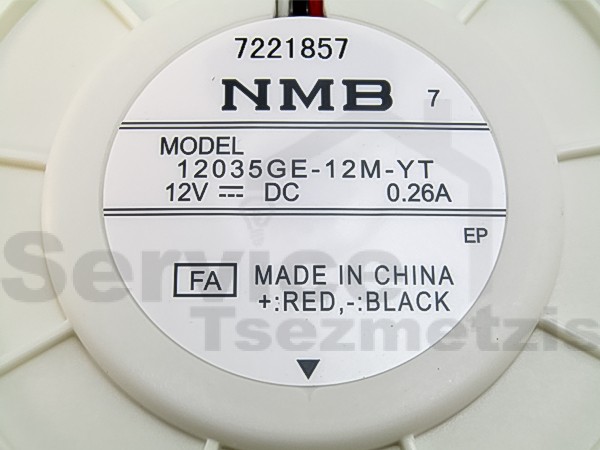 7221857
NMB 7
MODEL
12035GE-12M-YT
12V ⎓ DC 0.26A
EP
FA MADE IN CHINA
+:RED,-:BLACK
Service
Tsezmetzis